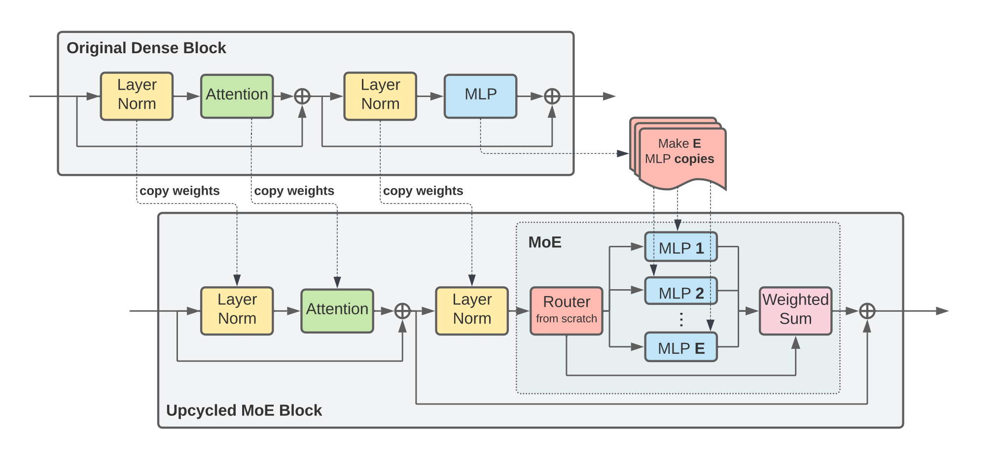 Original Dense Block
Layer
Norm
Attention
Layer
Norm
MLP
Make E
MLP copies
copy weights
copy weights
copy weights
MoE
MLP 1
MLP 2
⋮
MLP E
Layer
Norm
Attention
Layer
Norm
Router
from scratch
Weighted
Sum
Upcycled MoE Block